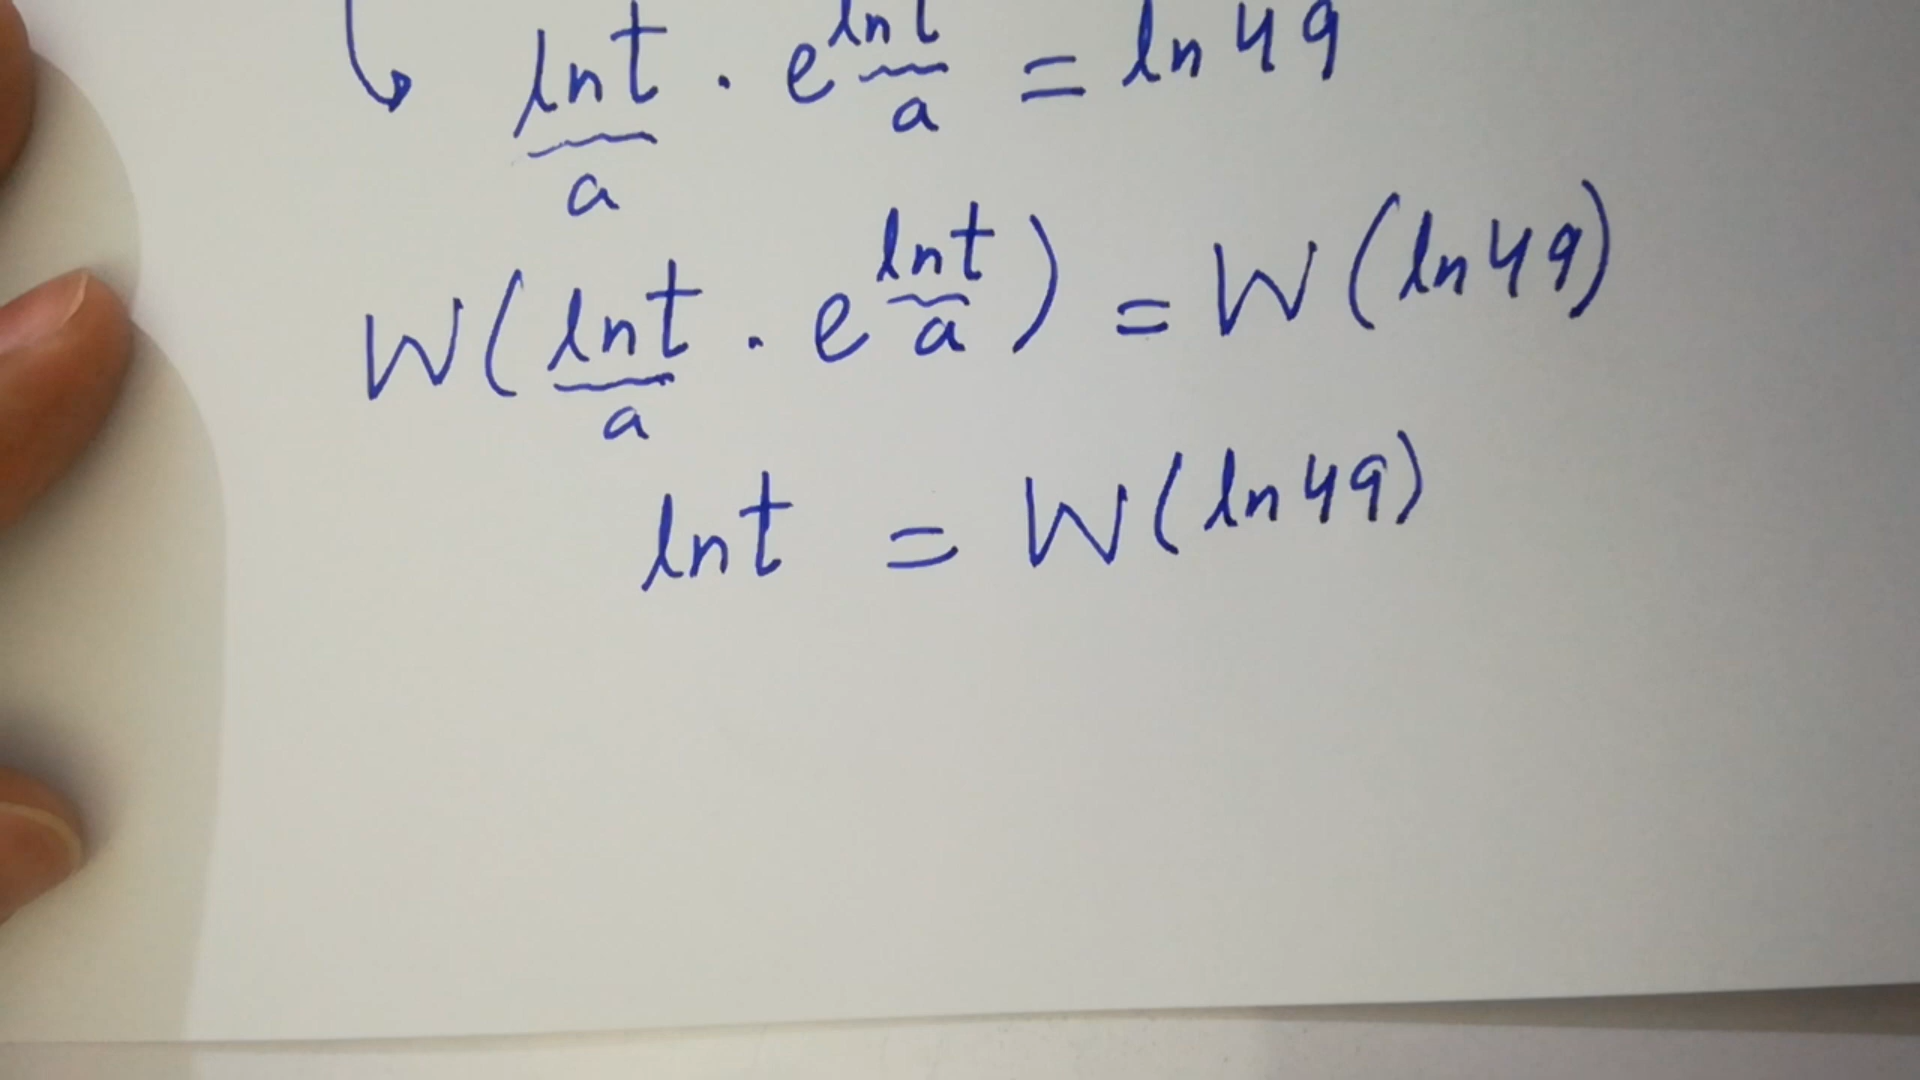 ln t · e^(ln t) = ln 49
a a
W(ln t · e^(ln t)) = W(ln 49)
a a
ln t = W(ln 49)